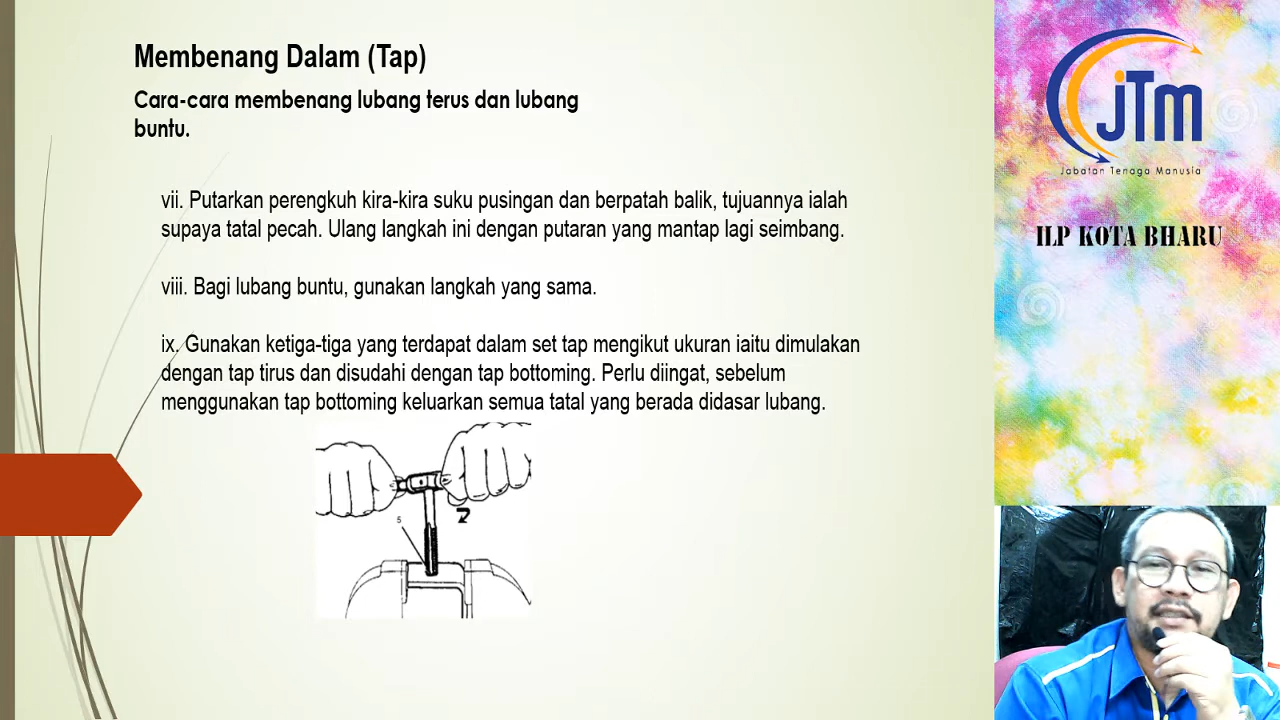 Membenang Dalam (Tap)
Cara-cara membenang lubang terus dan lubang
buntu.
vii. Putarkan perengkuh kira-kira suku pusingan dan berpatah balik, tujuannya ialah
supaya tatal pecah. Ulang langkah ini dengan putaran yang mantap lagi seimbang.
viii. Bagi lubang buntu, gunakan langkah yang sama.
ix. Gunakan ketiga-tiga yang terdapat dalam set tap mengikut ukuran iaitu dimulakan
dengan tap tirus dan disudahi dengan tap bottoming. Perlu diingat, sebelum
menggunakan tap bottoming keluarkan semua tatal yang berada didasar lubang.
5
jTm
Jabatan Tenaga Manusia
ILP KOTA BHARU